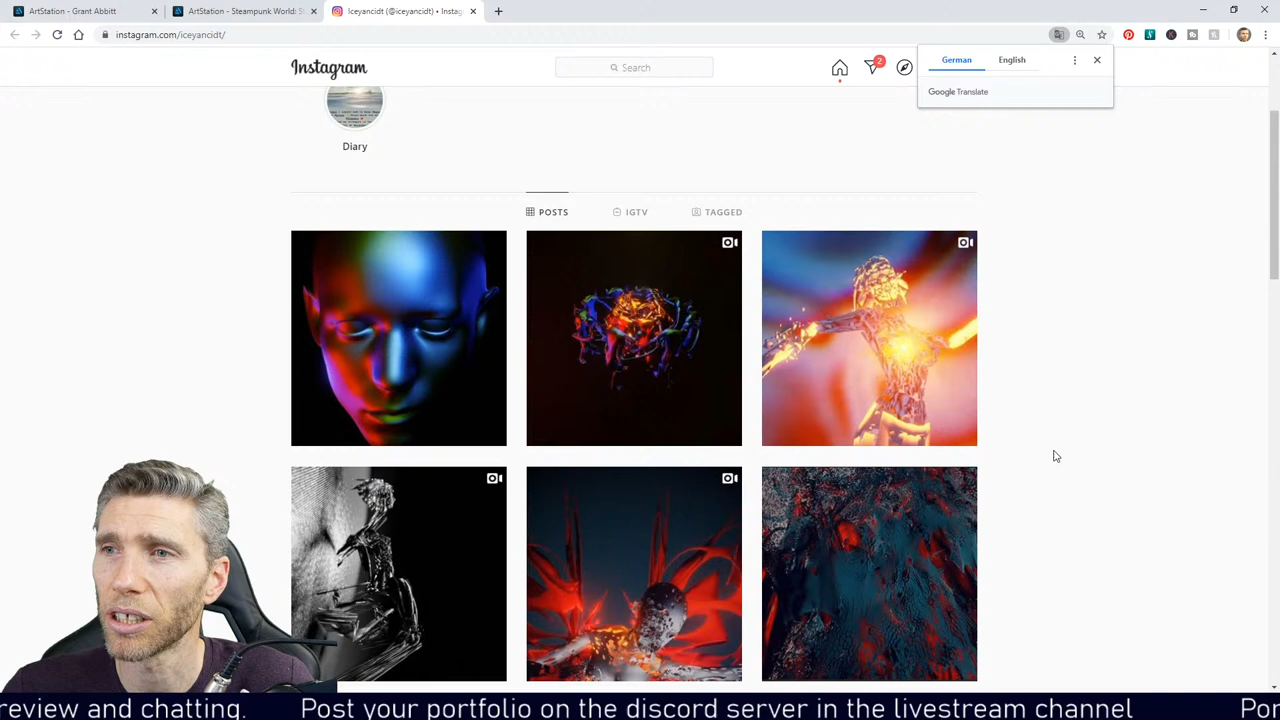 ArtStation - Grant Abbitt
ArtStation - Steampunk World: S
Iceyancidt (@iceyancidt) • Instag
instagram.com/iceyancidt/
German English
Google Translate
Instagram
Search
2
Diary
POSTS IGTV TAGGED
review and chatting. Post your portfolio on the discord server in the livestream channel Por